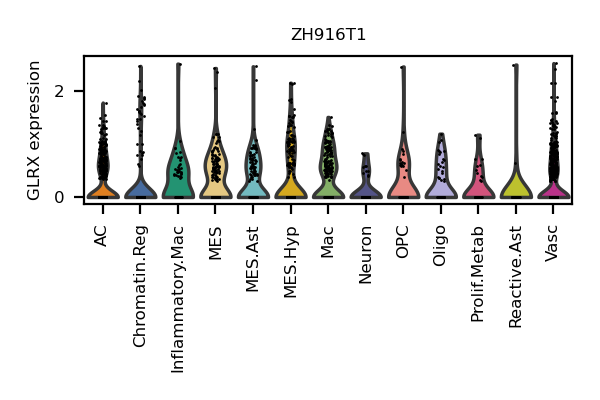 ZH916T1
GLRX expression
2
0
AC
Chromatin.Reg
Inflammatory.Mac
MES
MES.Ast
MES.Hyp
Mac
Neuron
OPC
Oligo
Prolif.Metab
Reactive.Ast
Vasc